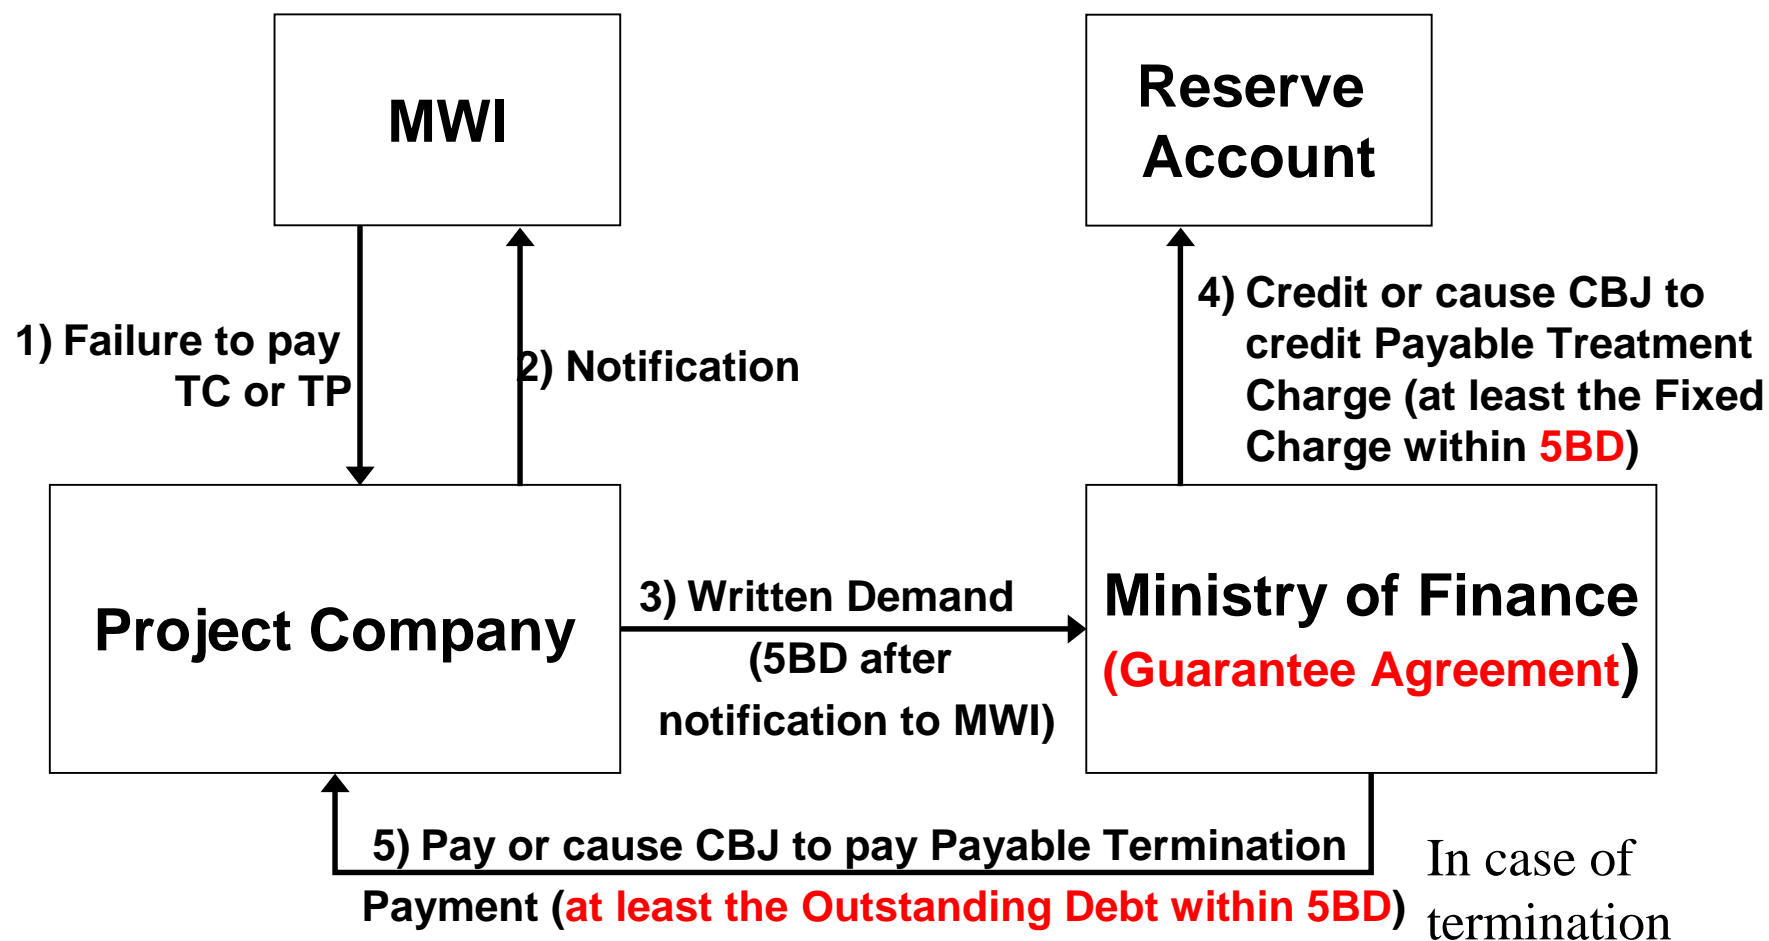 MWI
Reserve
Account
1) Failure to pay
TC or TP
2) Notification
4) Credit or cause CBJ to
credit Payable Treatment
Charge (at least the Fixed
Charge within 5BD)
Project Company
3) Written Demand
(5BD after
notification to MWI)
Ministry of Finance
(Guarantee Agreement)
5) Pay or cause CBJ to pay Payable Termination
Payment (at least the Outstanding Debt within 5BD)
In case of
termination